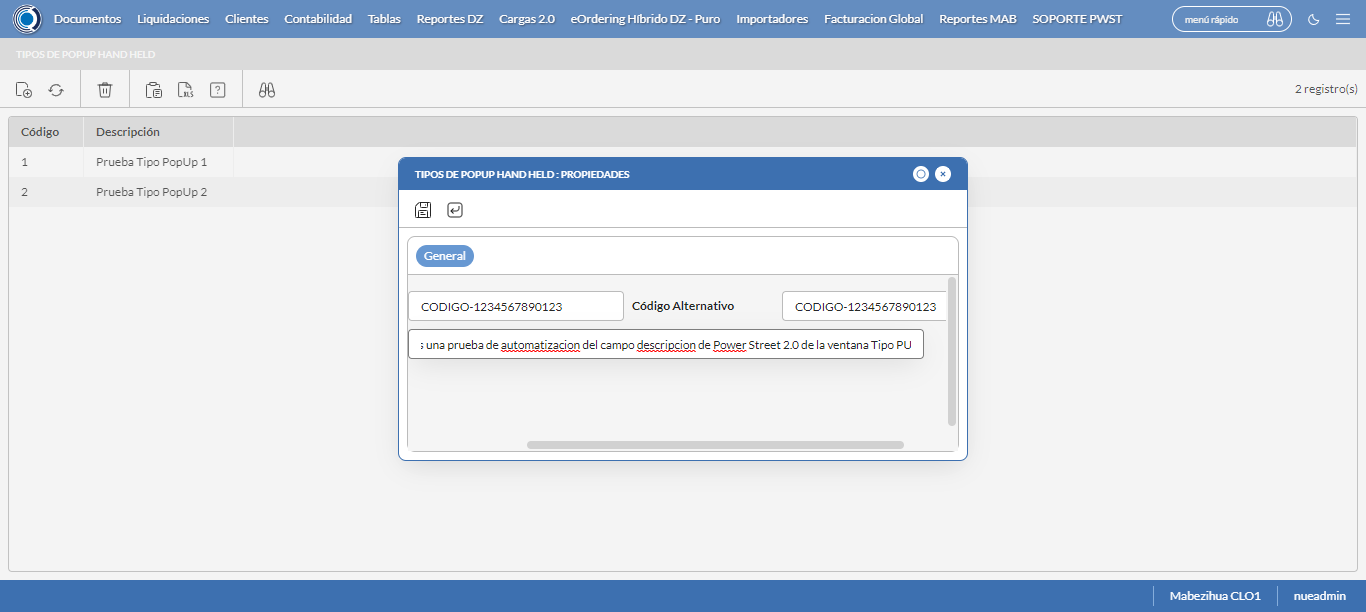 Documentos Liquidaciones Clientes Contabilidad Tablas Reportes DZ Cargas 2.0 eOrdering Híbrido DZ - Puro Importadores Facturacion Global Reportes MAB SOPORTE PWST menú rápido
TIPOS DE POPUP HAND HELD
XLS ? 2 registro(s)
Código Descripción
1 Prueba Tipo PopUp 1
2 Prueba Tipo PopUp 2
TIPOS DE POPUP HAND HELD : PROPIEDADES
General
CODIGO-1234567890123 Código Alternativo CODIGO-1234567890123
s una prueba de automatizacion del campo descripcion de Power Street 2.0 de la ventana Tipo PU
Mabezihua CLO1 nueadmin